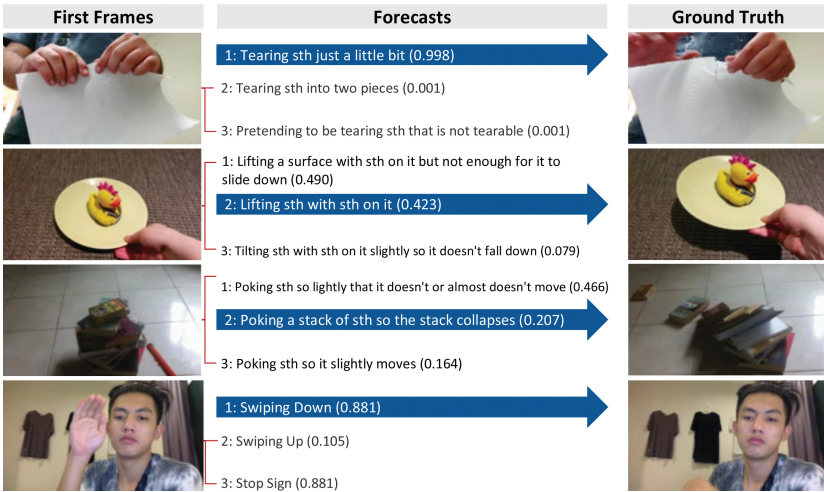 First Frames
Forecasts
Ground Truth
1: Tearing sth just a little bit (0.998)
2: Tearing sth into two pieces (0.001)
3: Pretending to be tearing sth that is not tearable (0.001)
1: Lifting a surface with sth on it but not enough for it to
slide down (0.490)
2: Lifting sth with sth on it (0.423)
3: Tilting sth with sth on it slightly so it doesn't fall down (0.079)
1: Poking sth so lightly that it doesn't or almost doesn't move (0.466)
2: Poking a stack of sth so the stack collapses (0.207)
3: Poking sth so it slightly moves (0.164)
1: Swiping Down (0.881)
2: Swiping Up (0.105)
3: Stop Sign (0.881)